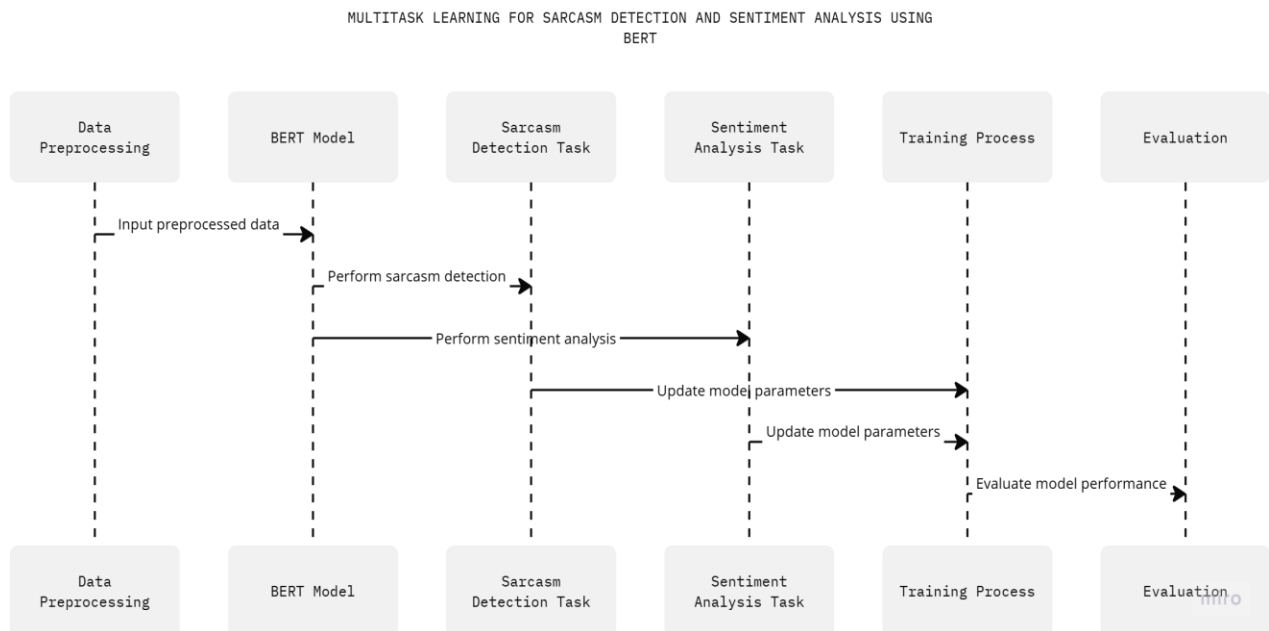 MULTITASK LEARNING FOR SARCASM DETECTION AND SENTIMENT ANALYSIS USING
BERT
Data
Preprocessing
BERT Model
Sarcasm
Detection Task
Sentiment
Analysis Task
Training Process
Evaluation
Input preprocessed data
Perform sarcasm detection
Perform sentiment analysis
Update model parameters
Update model parameters
Evaluate model performance
Data
Preprocessing
BERT Model
Sarcasm
Detection Task
Sentiment
Analysis Task
Training Process
Evaluation
miro